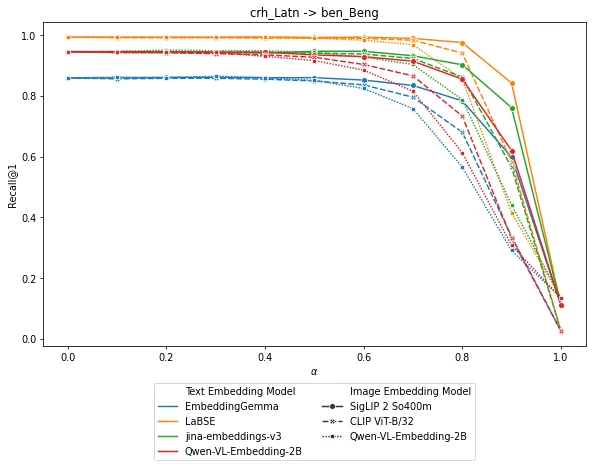 crh_Latn -> ben_Beng
Recall@1
1.0
0.8
0.6
0.4
0.2
0.0
0.0 0.2 0.4 0.6 0.8 1.0
α
Text Embedding Model
EmbeddingGemma
LaBSE
jina-embeddings-v3
Qwen-VL-Embedding-2B
Image Embedding Model
SigLIP 2 So400m
CLIP ViT-B/32
Qwen-VL-Embedding-2B